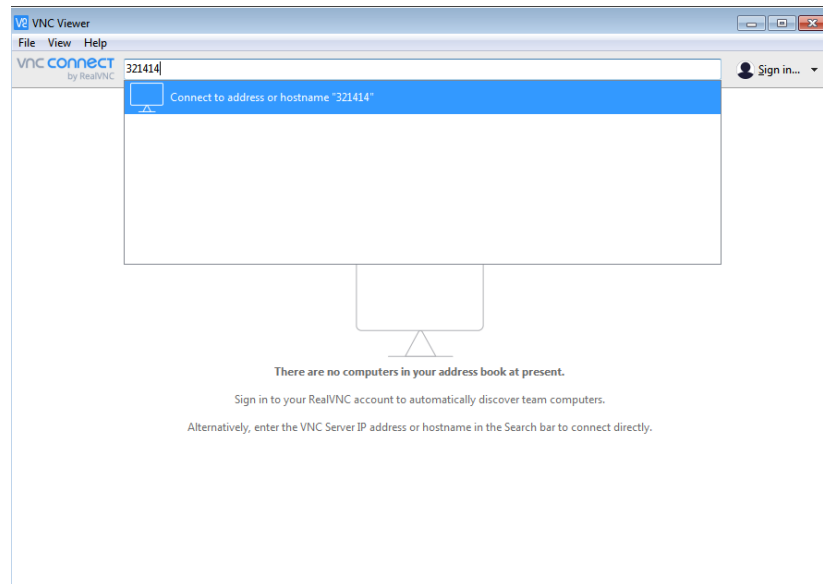 VNC Viewer
File View Help
vnc connect
by RealVNC
321414
Sign in...
Connect to address or hostname "321414"
There are no computers in your address book at present.
Sign in to your RealVNC account to automatically discover team computers.
Alternatively, enter the VNC Server IP address or hostname in the Search bar to connect directly.